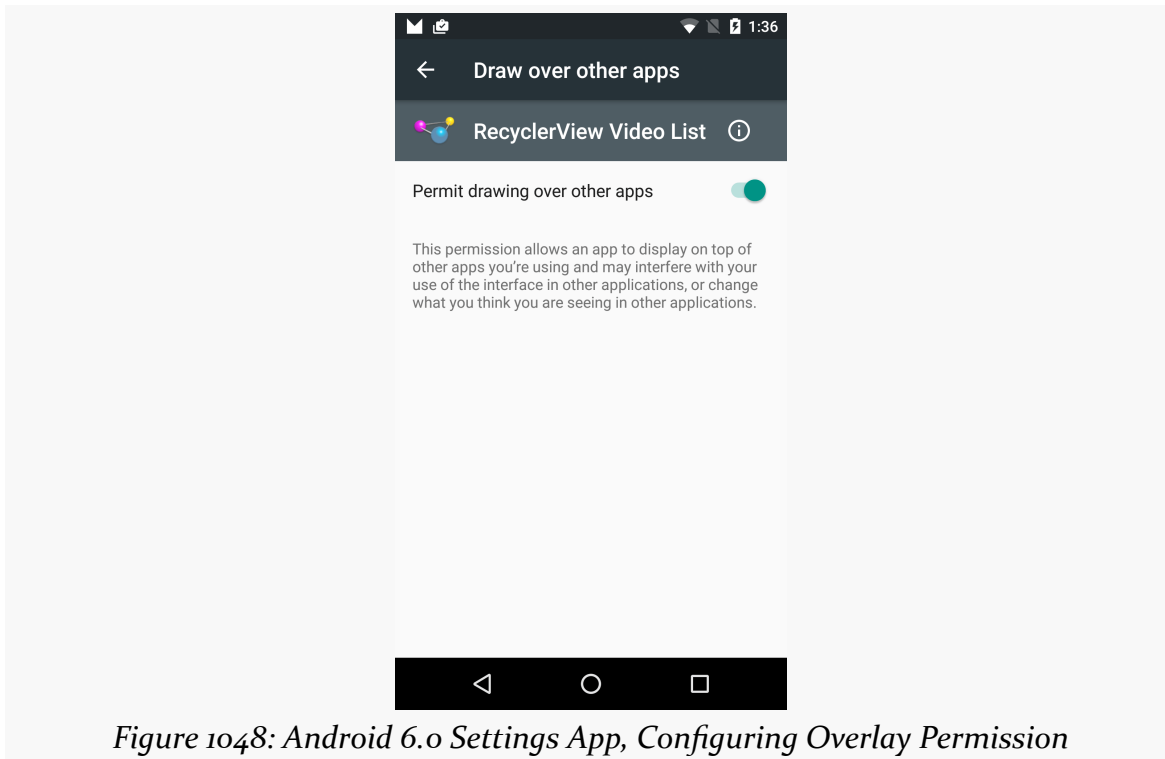 1:36
Draw over other apps
RecyclerView Video List
Permit drawing over other apps
This permission allows an app to display on top of
other apps you’re using and may interfere with your
use of the interface in other applications, or change
what you think you are seeing in other applications.
Figure 1048: Android 6.0 Settings App, Configuring Overlay Permission